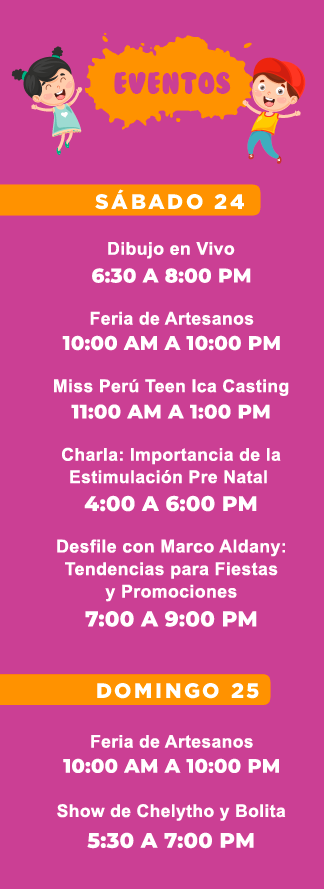 EVENTOS
SÁBADO 24
Dibujo en Vivo
6:30 A 8:00 PM
Feria de Artesanos
10:00 AM A 10:00 PM
Miss Perú Teen Ica Casting
11:00 AM A 1:00 PM
Charla: Importancia de la
Estimulación Pre Natal
4:00 A 6:00 PM
Desfile con Marco Aldany:
Tendencias para Fiestas
y Promociones
7:00 A 9:00 PM
DOMINGO 25
Feria de Artesanos
10:00 AM A 10:00 PM
Show de Chelytho y Bolita
5:30 A 7:00 PM